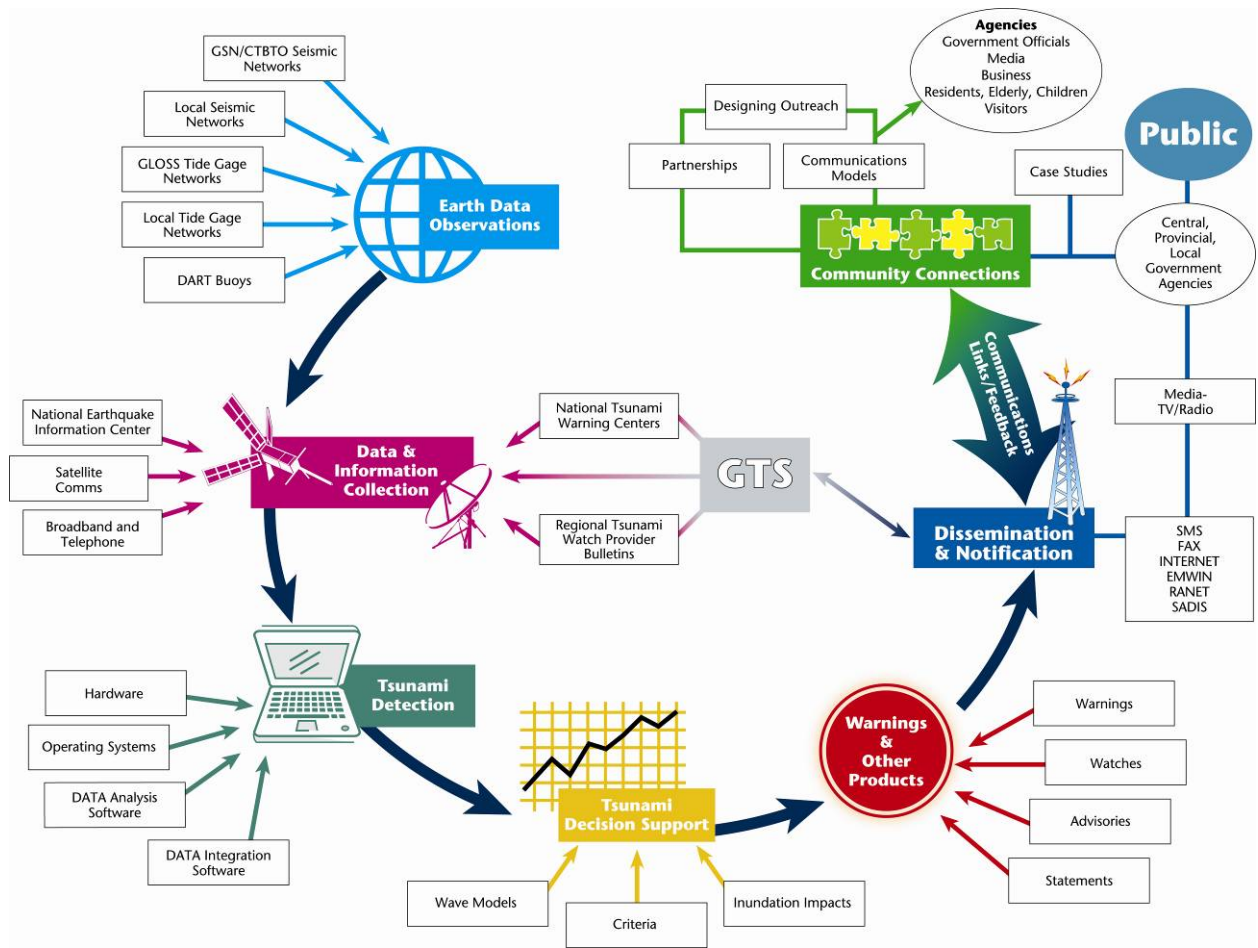 GSN/CTBTO Seismic
Networks
Local Seismic
Networks
GLOSS Tide Gage
Networks
Local Tide Gage
Networks
DART Buoys
Earth Data
Observations
Agencies
Government Officials
Media
Business
Residents, Elderly, Children
Visitors
Designing Outreach
Partnerships
Communications
Models
Community Connections
Case Studies
Public
Central,
Provincial,
Local
Government
Agencies
Media-
TV/Radio
SMS
FAX
INTERNET
EMWIN
RANET
SADIS
Communications
Links/Feedback
National Earthquake
Information Center
Satellite
Comms
Broadband and
Telephone
Data &
Information
Collection
National Tsunami
Warning Centers
Regional Tsunami
Watch Provider
Bulletins
GTS
Dissemination
& Notification
Hardware
Operating Systems
DATA Analysis
Software
DATA Integration
Software
Tsunami
Detection
Tsunami
Decision Support
Wave Models
Criteria
Inundation Impacts
Warnings
&
Other
Products
Warnings
Watches
Advisories
Statements